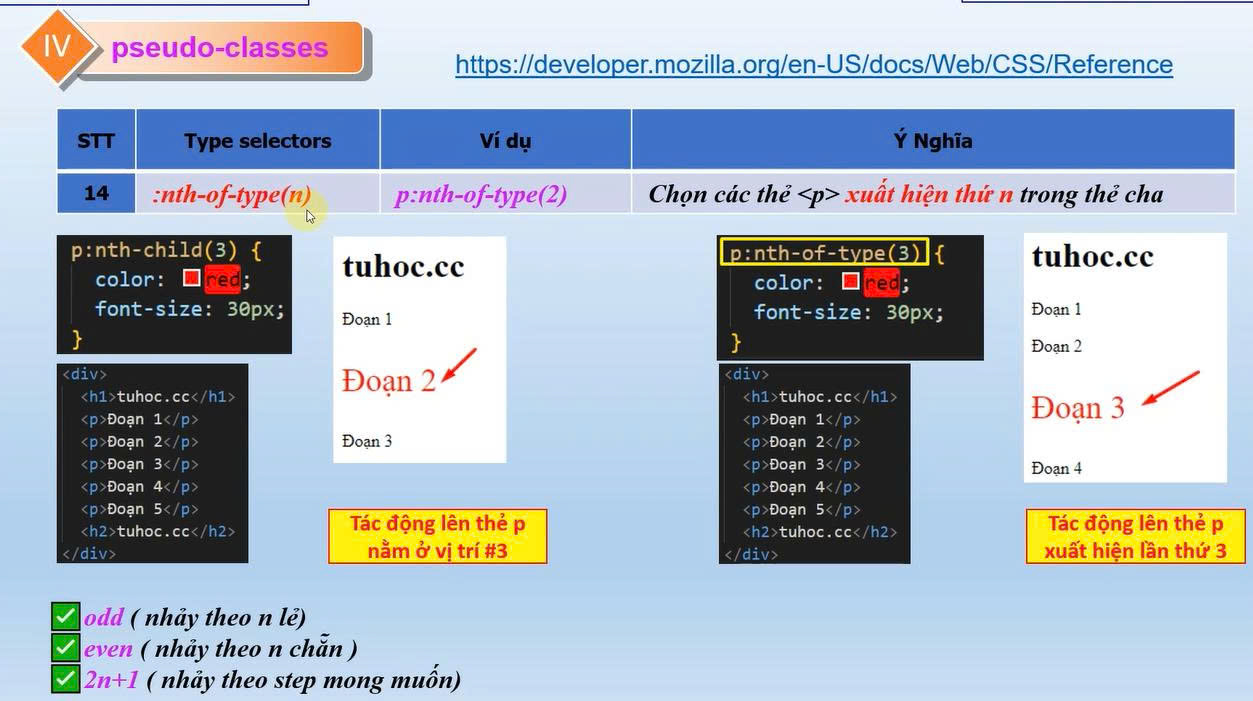 IV
pseudo-classes
https://developer.mozilla.org/en-US/docs/Web/CSS/Reference
STT Type selectors Ví dụ Ý Nghĩa
14 :nth-of-type(n) p:nth-of-type(2) Chọn các thẻ <p> xuất hiện thứ n trong thẻ cha
p:nth-child(3) {
color: red;
font-size: 30px;
}
<div>
<h1>tuhoc.cc</h1>
<p>Đoạn 1</p>
<p>Đoạn 2</p>
<p>Đoạn 3</p>
<p>Đoạn 4</p>
<p>Đoạn 5</p>
<h2>tuhoc.cc</h2>
</div>
tuhoc.cc
Đoạn 1
Đoạn 2
Đoạn 3
Tác động lên thẻ p
nằm ở vị trí #3
p:nth-of-type(3) {
color: red;
font-size: 30px;
}
<div>
<h1>tuhoc.cc</h1>
<p>Đoạn 1</p>
<p>Đoạn 2</p>
<p>Đoạn 3</p>
<p>Đoạn 4</p>
<p>Đoạn 5</p>
<h2>tuhoc.cc</h2>
</div>
tuhoc.cc
Đoạn 1
Đoạn 2
Đoạn 3
Đoạn 4
Tác động lên thẻ p
xuất hiện lần thứ 3
odd ( nhảy theo n lẻ)
even ( nhảy theo n chẵn )
2n+1 ( nhảy theo step mong muốn)